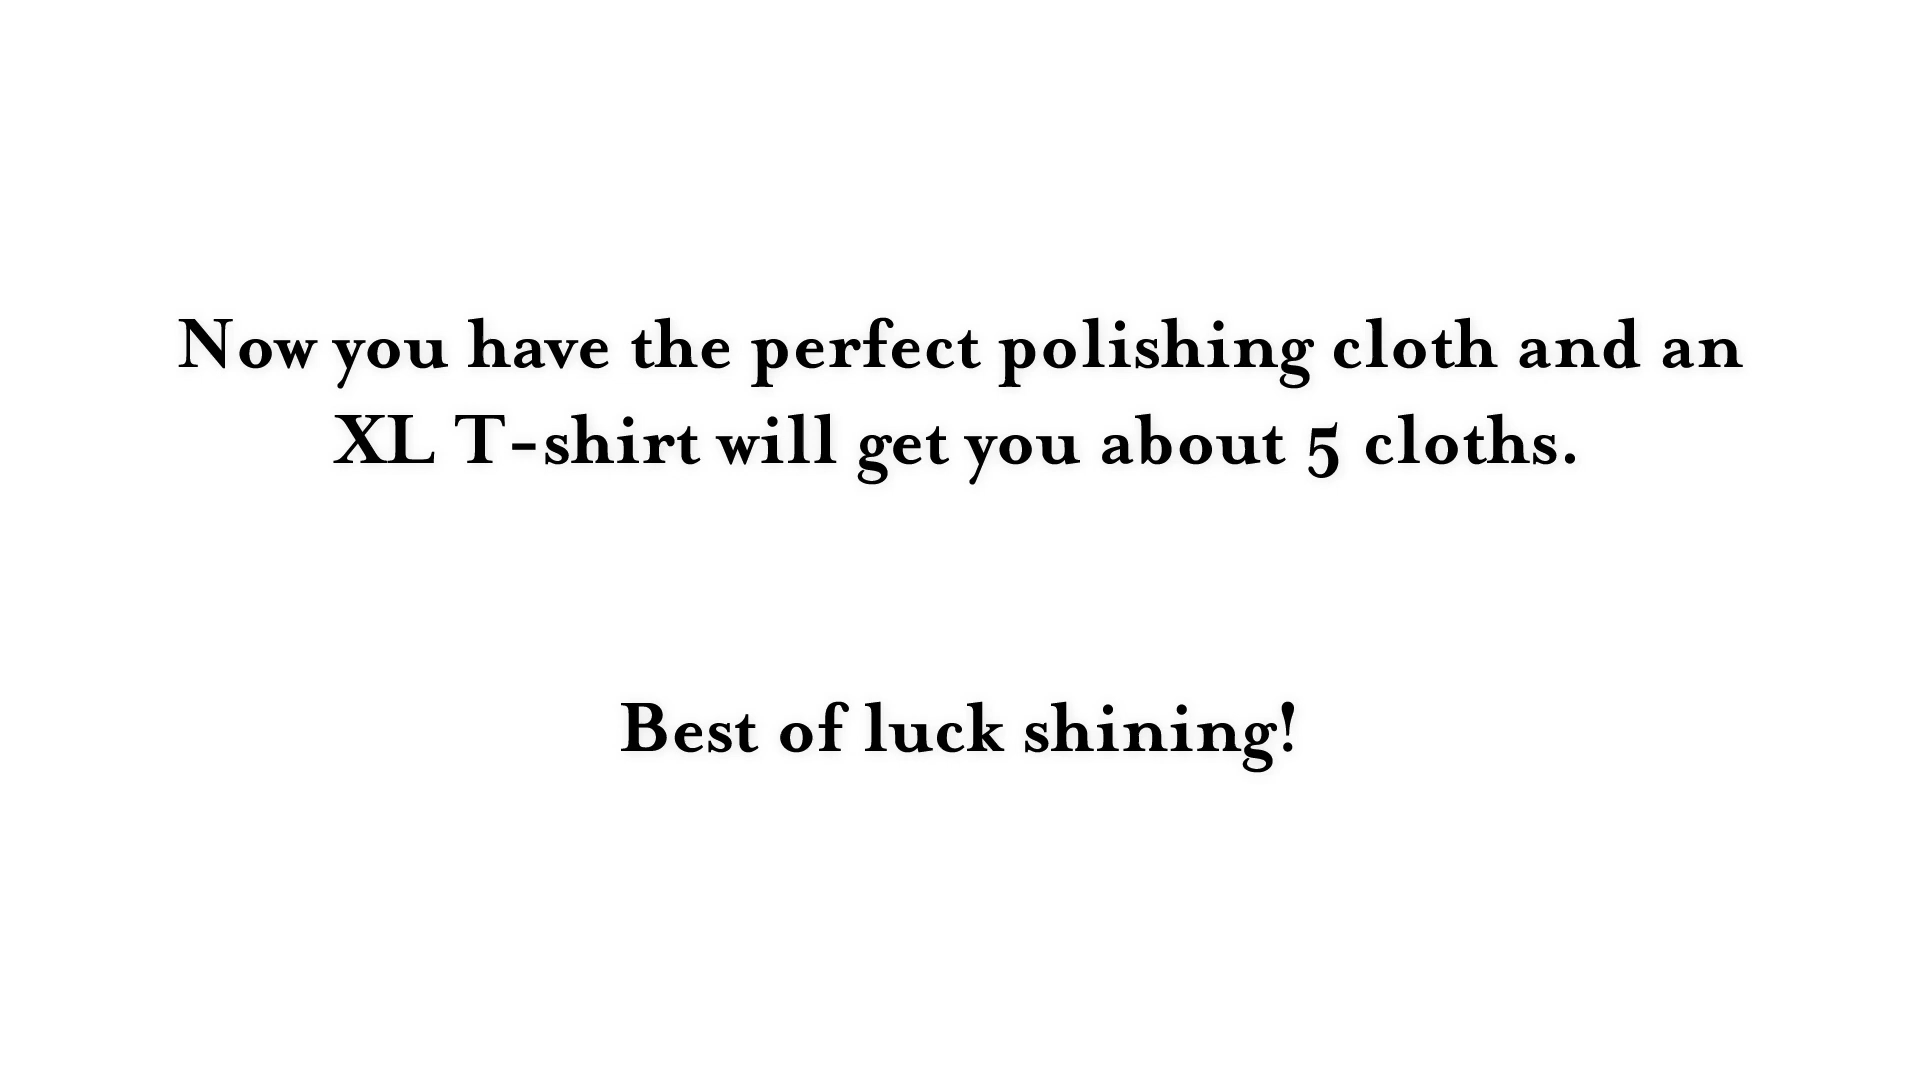 Now you have the perfect polishing cloth and an
XL T-shirt will get you about 5 cloths.
Best of luck shining!